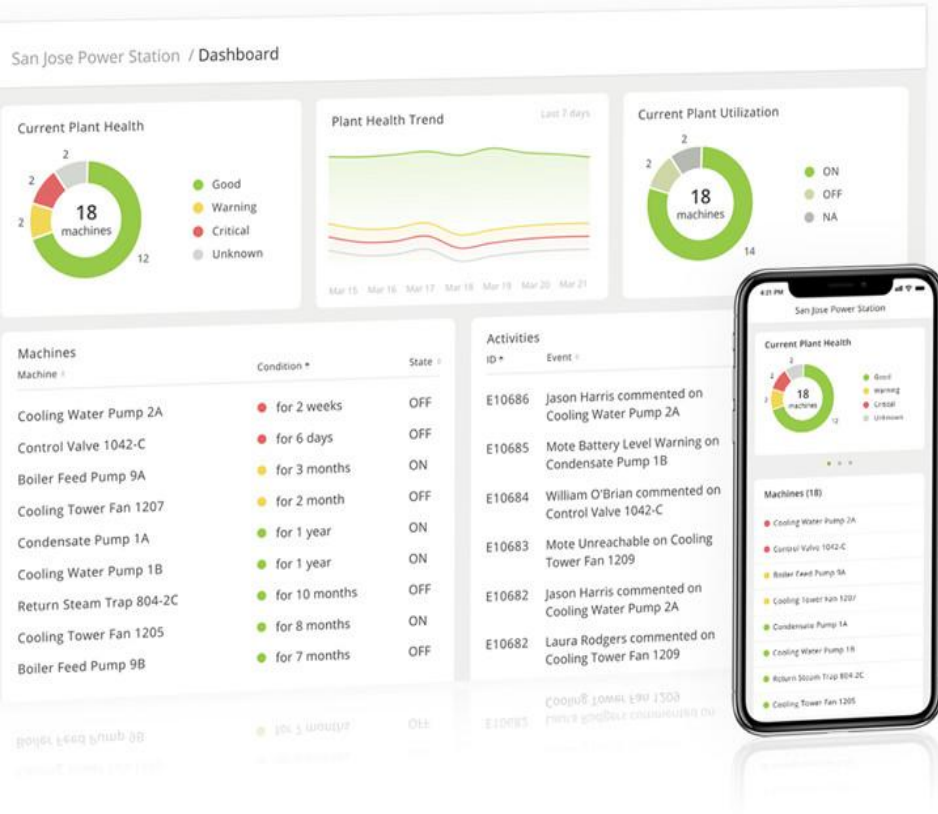 San Jose Power Station / Dashboard
Current Plant Health
2
2
2
18
machines
12
Good
Warning
Critical
Unknown
Plant Health Trend
Last 7 days
Mar 15 Mar 16 Mar 17 Mar 18 Mar 19 Mar 20 Mar 21
Current Plant Utilization
2
2
18
machines
14
ON
OFF
NA
Machines
Machine Condition State
Cooling Water Pump 2A for 2 weeks OFF
Control Valve 1042-C for 6 days OFF
Boiler Feed Pump 9A for 3 months ON
Cooling Tower Fan 1207 for 2 month OFF
Condensate Pump 1A for 1 year ON
Cooling Water Pump 1B for 1 year ON
Return Steam Trap 804-2C for 10 months OFF
Cooling Tower Fan 1205 for 8 months ON
Boiler Feed Pump 9B for 7 months OFF
Activities
ID Event
E10686 Jason Harris commented on
Cooling Water Pump 2A
E10685 Mote Battery Level Warning on
Condensate Pump 1B
E10684 William O'Brian commented on
Control Valve 1042-C
E10683 Mote Unreachable on Cooling
Tower Fan 1209
E10682 Jason Harris commented on
Cooling Water Pump 2A
E10682 Laura Rodgers commented on
Cooling Tower Fan 1209
4:21 PM
San Jose Power Station
Current Plant Health
2
2
2
18
machines
12
Good
Warning
Critical
Unknown
Machines (18)
Cooling Water Pump 2A
Control Valve 1042-C
Boiler Feed Pump 9A
Cooling Tower Fan 1207
Condensate Pump 1A
Cooling Water Pump 1B
Return Steam Trap 804-2C
Cooling Tower Fan 1205